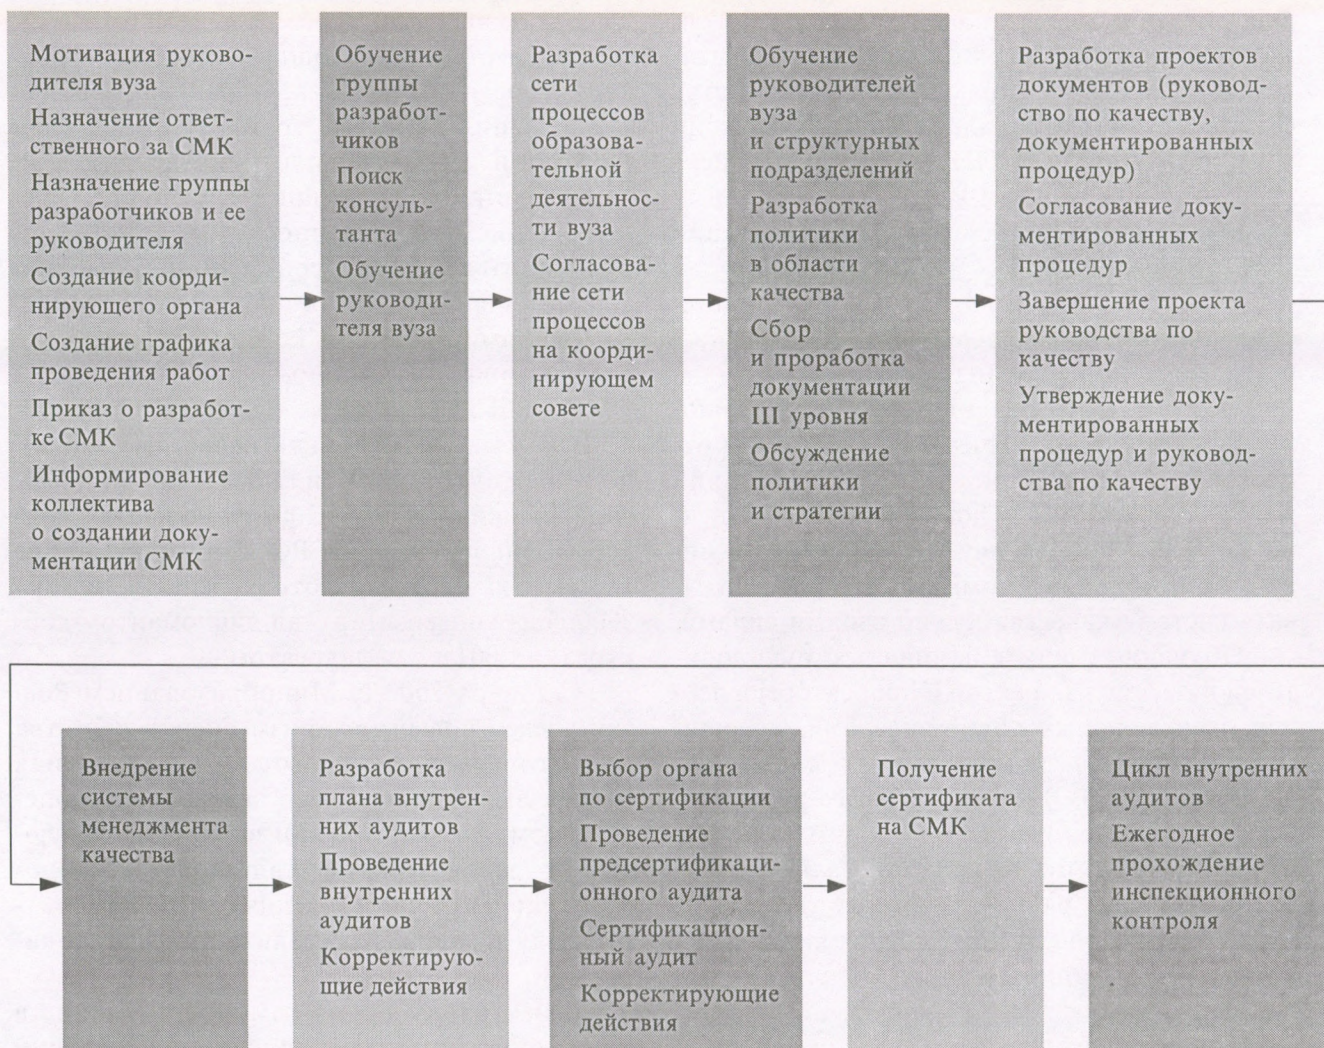 Мотивация руково-
дителя вуза
Назначение ответ-
ственного за СМК
Назначение группы
разработчиков и ее
руководителя
Создание коорди-
нирующего органа
Создание графика
проведения работ
Приказ о разработ-
ке СМК
Информирование
коллектива
о создании доку-
ментации СМК
Обучение
группы
разработ-
чиков
Поиск
консуль-
танта
Обучение
руководи-
теля вуза
Разработка
сети
процессов
образова-
тельной
деятельнос-
ти вуза
Согласова-
ние сети
процессов
на коорди-
нирующем
совете
Обучение
руководителей
вуза
и структурных
подразделений
Разработка
политики
в области
качества
Сбор
и проработка
документации
III уровня
Обсуждение
политики
и стратегии
Разработка проектов
документов (руковод-
ство по качеству,
документированных
процедур)
Согласование доку-
ментированных
процедур
Завершение проекта
руководства по
качеству
Утверждение доку-
ментированных
процедур и руковод-
ства по качеству
Внедрение
системы
менеджмента
качества
Разработка
плана внутрен-
них аудитов
Проведение
внутренних
аудитов
Корректирую-
щие действия
Выбор органа
по сертификации
Проведение
предсертификаци-
онного аудита
Сертификацион-
ный аудит
Корректирующие
действия
Получение
сертификата
на СМК
Цикл внутренних
аудитов
Ежегодное
прохождение
инспекционного
контроля